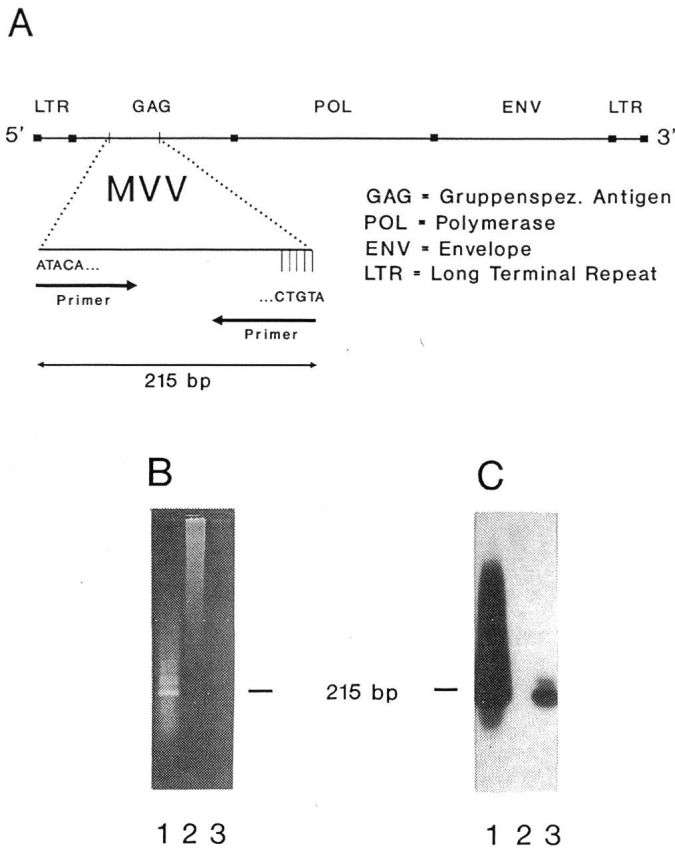 A
LTR GAG POL ENV LTR
5' 3'
MVV
GAG = Gruppenspez. Antigen
POL = Polymerase
ENV = Envelope
LTR = Long Terminal Repeat
ATACA...
Primer
...CTGTA
Primer
215 bp
B C
215 bp
1 2 3 1 2 3